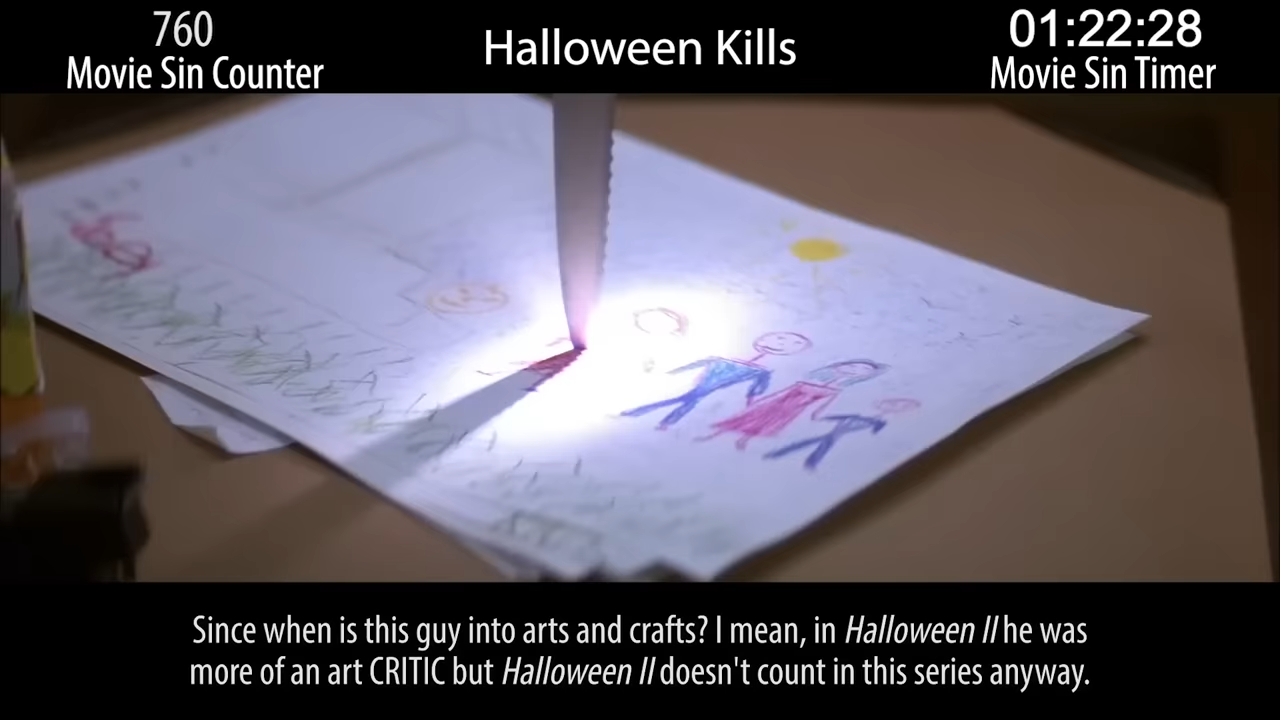 760
Movie Sin Counter
Halloween Kills
01:22:28
Movie Sin Timer
Since when is this guy into arts and crafts? I mean, in Halloween II he was
more of an art CRITIC but Halloween II doesn't count in this series anyway.